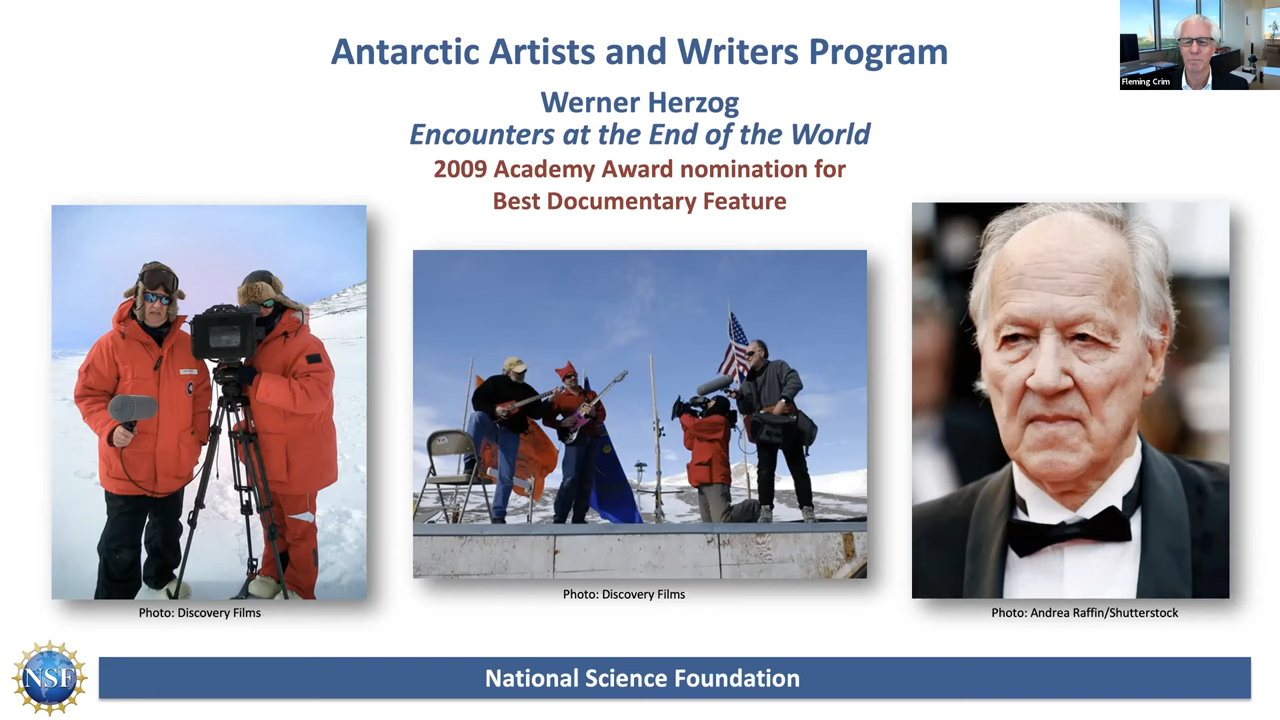 Antarctic Artists and Writers Program
Fleming Crim
Werner Herzog
Encounters at the End of the World
2009 Academy Award nomination for
Best Documentary Feature
Photo: Discovery Films
Photo: Discovery Films
Photo: Andrea Raffin/Shutterstock
NSF
National Science Foundation